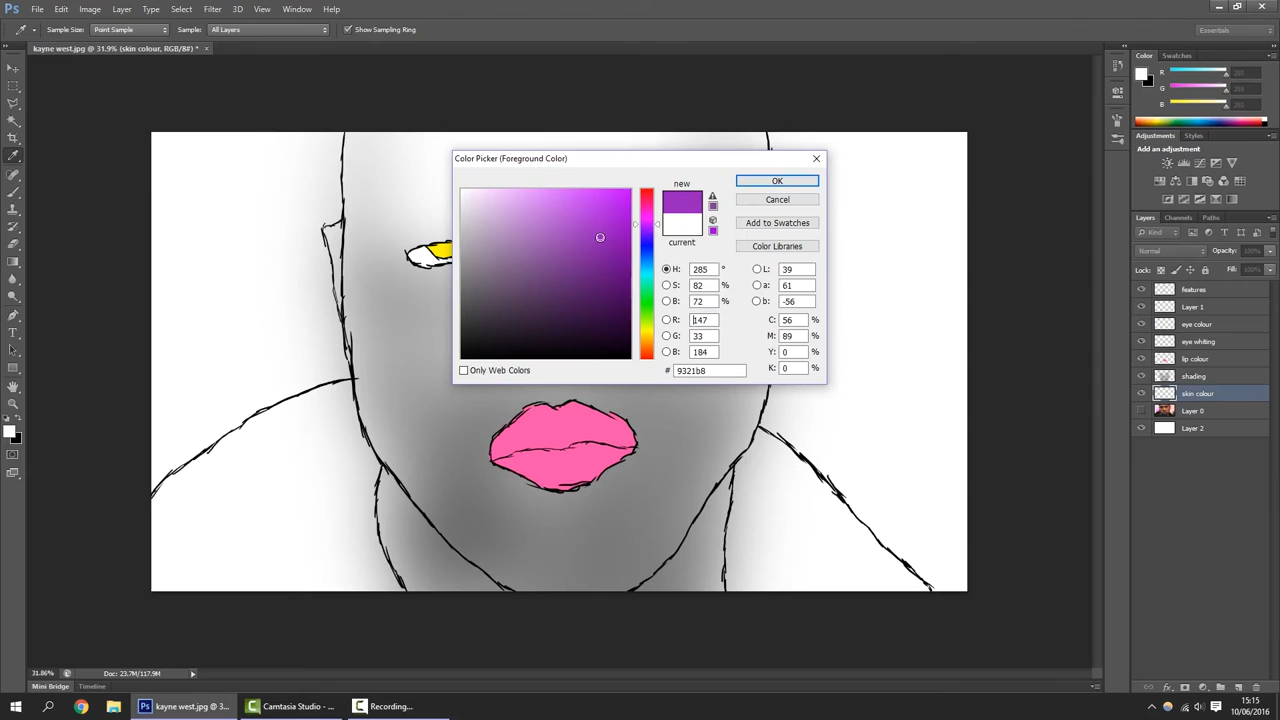 Ps File Edit Image Layer Type Select Filter 3D View Window Help
Sample Size: Point Sample Sample: All Layers Show Sampling Ring Essentials
kayne west.jpg @ 31.9% (skin colour, RGB/8#) * ×
Color Swatches
R 255
G 255
B 255
Adjustments Styles
Add an adjustment
Layers Channels Paths
Kind
Normal Opacity:
Lock: Fill:
features
Layer 1
eye colour
eye whiting
lip colour
shading
skin colour
Layer 0
Layer 2
Color Picker (Foreground Color)
new
current
OK
Cancel
Add to Swatches
Color Libraries
H: 285 ° L: 39
S: 82 % a: 61
B: 72 % b: -56
R: 147 C: 56 %
G: 33 M: 89 %
B: 184 Y: 0 %
K: 0 %
Only Web Colors # 9321b8
31.86% Doc: 23.7M/117.9M
Mini Bridge Timeline
kayne west.jpg @ 3... Camtasia Studio - ... Recording...
15:15
10/06/2016